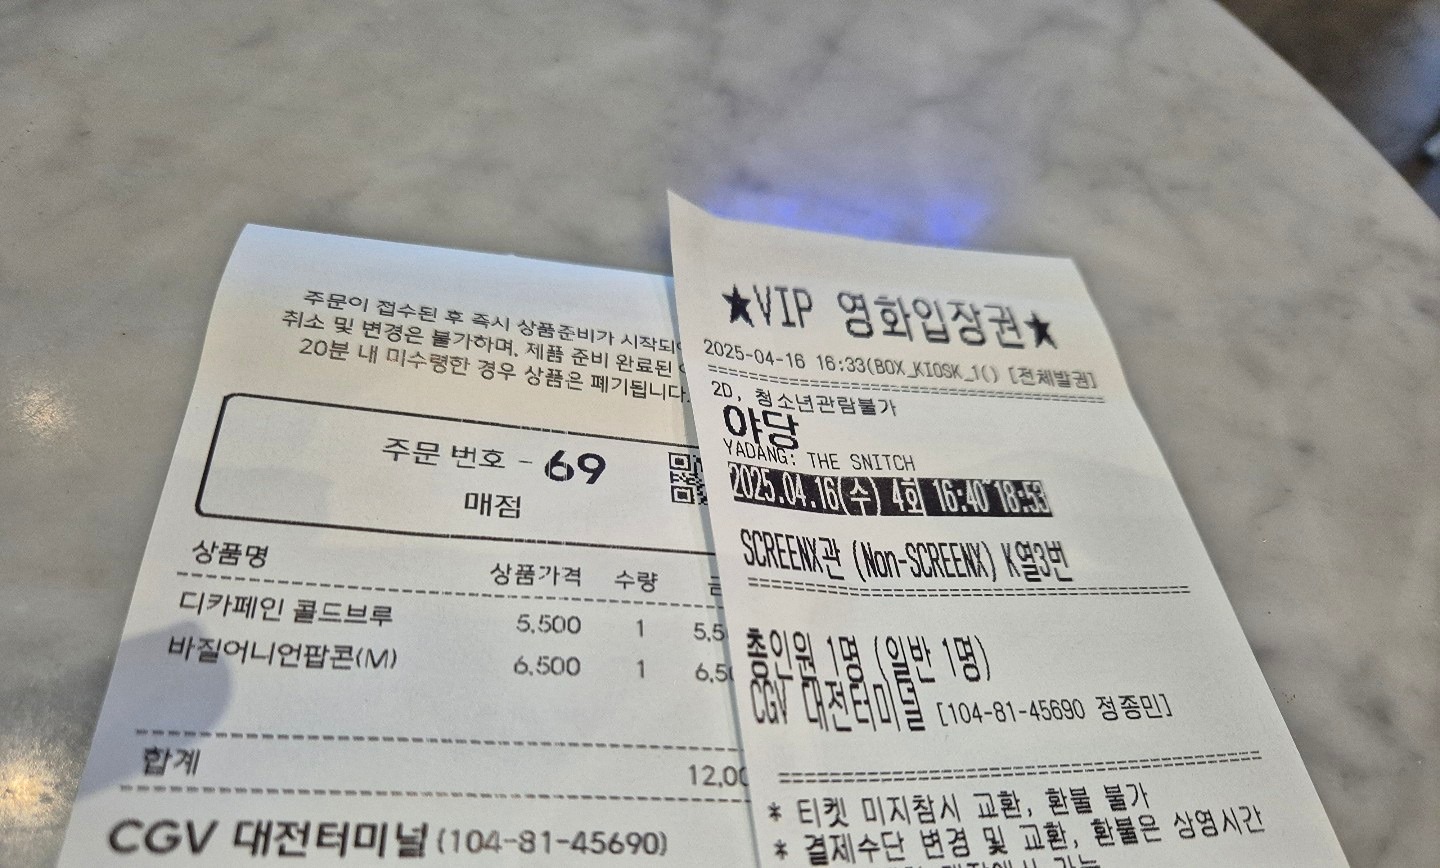 주문이 접수된 후 즉시 상품준비가 시작되
취소 및 변경은 불가하며, 제품 준비 완료된
20분 내 미수령한 경우 상품은 폐기됩니다.
주문 번호 - 69
매점
상품명 상품가격 수량
디카페인 콜드브루 5,500 1 5,5
바질어니언팝콘(M) 6,500 1 6,5
합계 12,00
CGV 대전터미널(104-81-45690)
★VIP 영화입장권★
2025-04-16 16:33(BOX_KIOSK_1() [전체발권]
2D, 청소년관람불가
야당
YADANG: THE SNITCH
2025.04.16(수) 4회 16:40~18:53
SCREENX관 (Non-SCREENX) K열3번
총인원 1명 (일반 1명)
CGV 대전터미널 [104-81-45690 정종민]
* 티켓 미지참시 교환, 환불 불가
* 결제수단 변경 및 교환, 환불은 상영시간